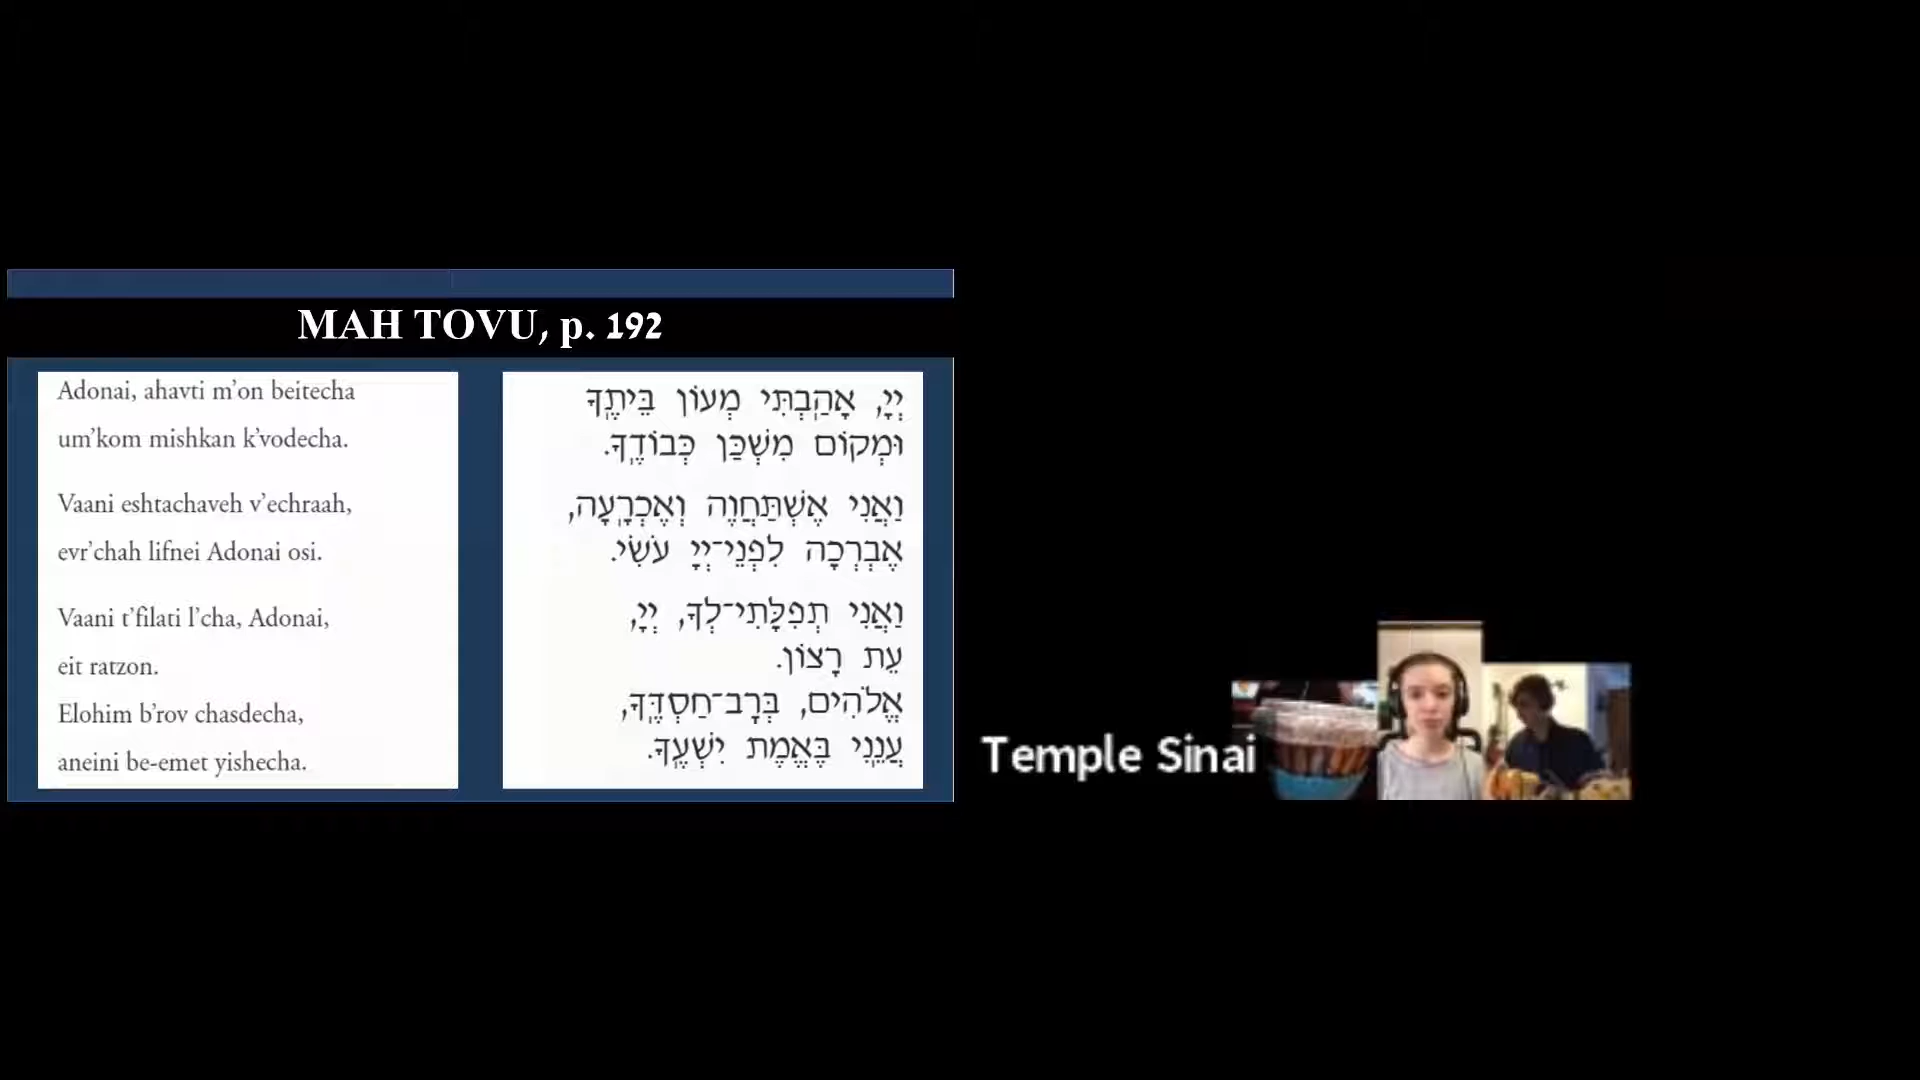 MAH TOVU, p. 192
Adonai, ahavti m’on beitecha
um’kom mishkan k’vodecha.
Vaani eshtachaveh v’echraah,
evr’chah lifnei Adonai osi.
Vaani t’filati l’cha, Adonai,
eit ratzon.
Elohim b’rov chasdecha,
aneini be-emet yishecha.
יְיָ, אָהַבְתִּי מְעוֹן בֵּיתֶךָ
וּמְקוֹם מִשְׁכַּן כְּבוֹדֶךָ.
וַאֲנִי אֶשְׁתַּחֲוֶה וְאֶכְרָעָה,
אֶבְרְכָה לִפְנֵי־יְיָ עֹשִׂי.
וַאֲנִי תְפִלָּתִי־לְךָ, יְיָ,
עֵת רָצוֹן.
אֱלֹהִים, בְּרָב־חַסְדֶּךָ,
עֲנֵנִי בֶּאֱמֶת יִשְׁעֶךָ.
Temple Sinai